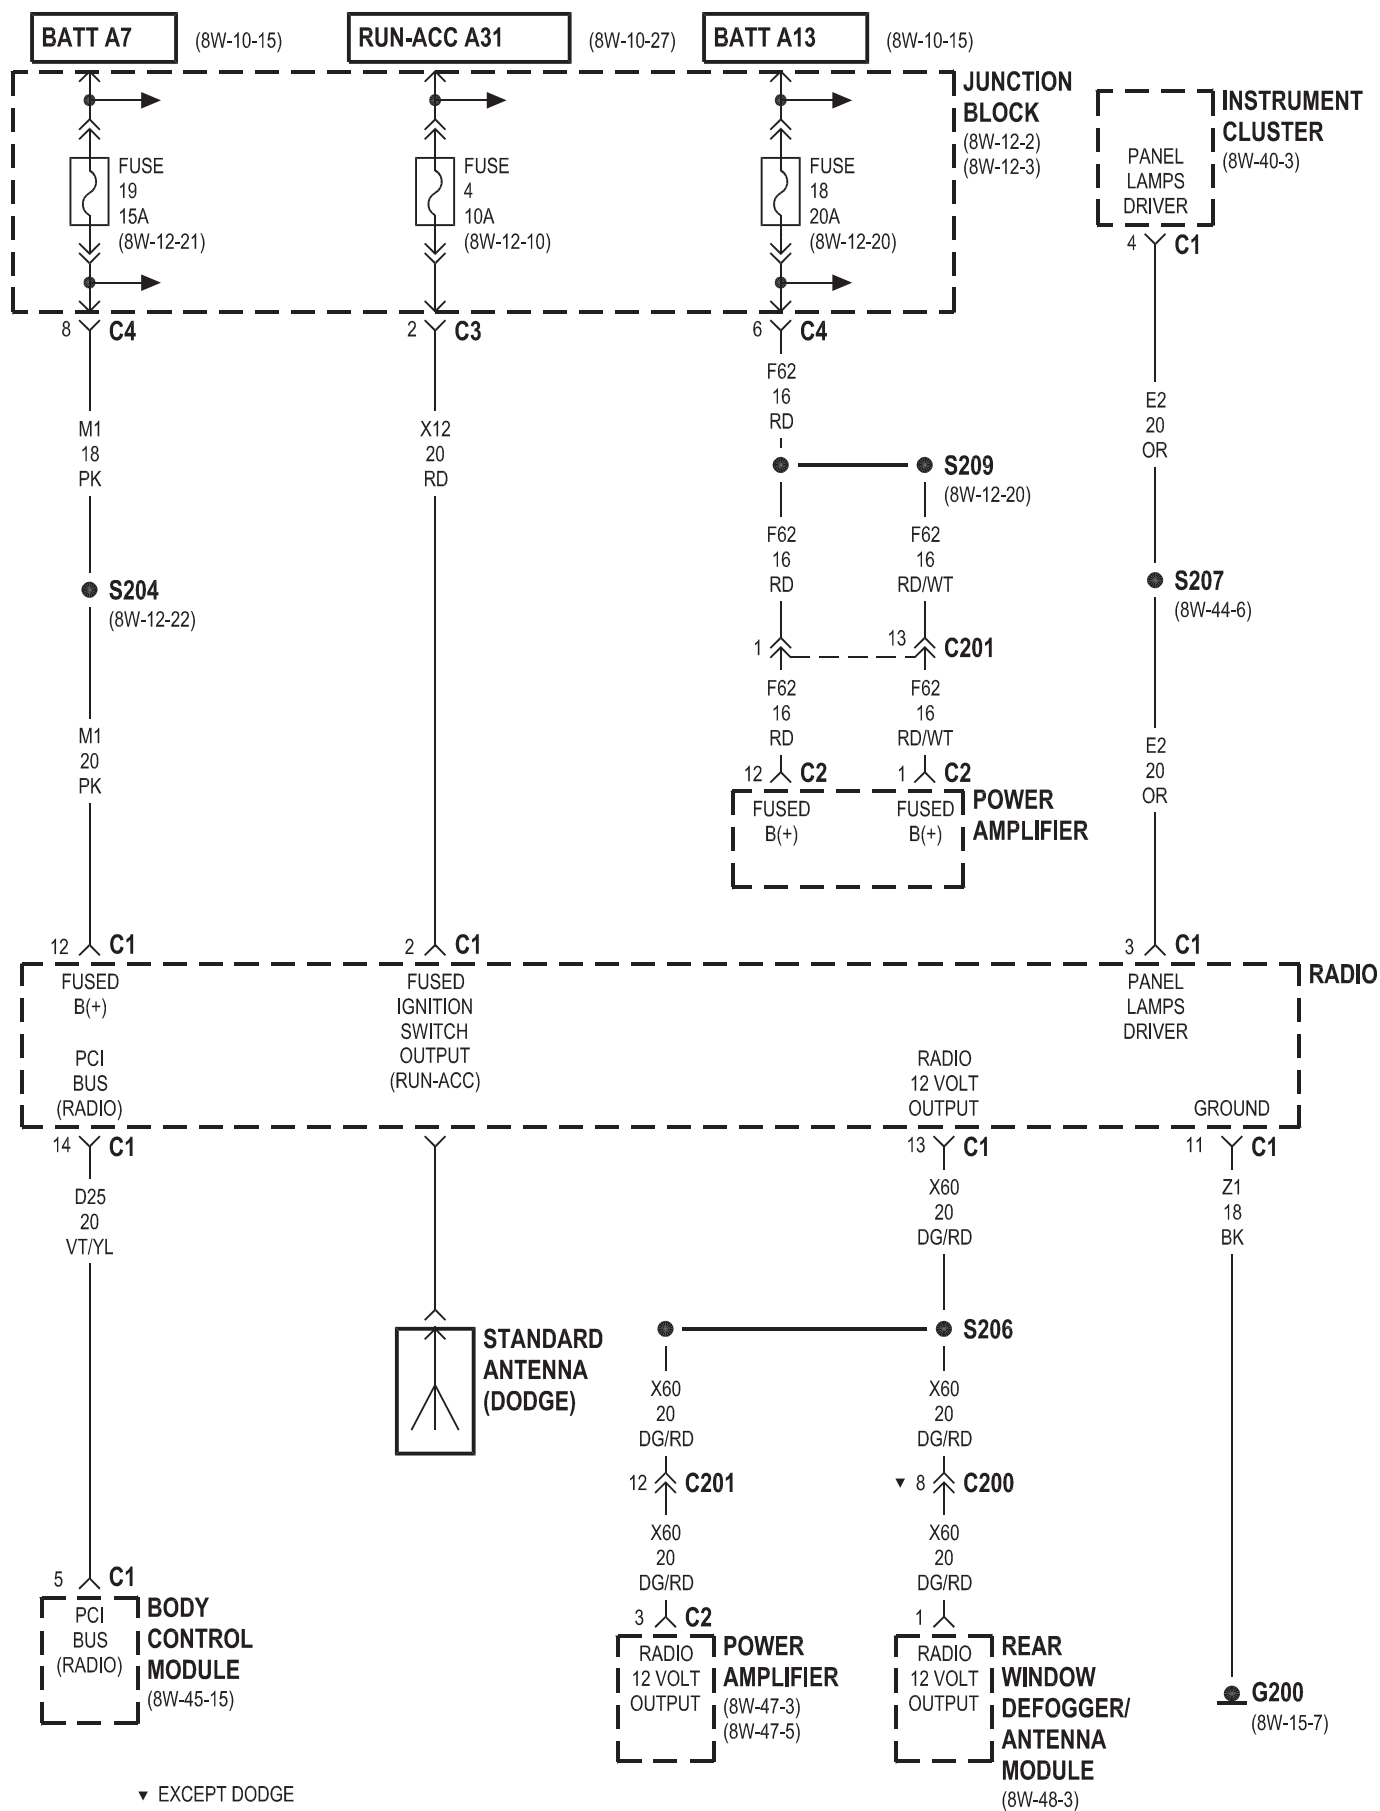 BATT A7
(8W-10-15)
RUN-ACC A31
(8W-10-27)
BATT A13
(8W-10-15)
JUNCTION
BLOCK
(8W-12-2)
(8W-12-3)
INSTRUMENT
CLUSTER
(8W-40-3)
PANEL
LAMPS
DRIVER
FUSE
19
15A
(8W-12-21)
FUSE
4
10A
(8W-12-10)
FUSE
18
20A
(8W-12-20)
4 C1
8 C4
2 C3
6 C4
M1
18
PK
X12
20
RD
F62
16
RD
E2
20
OR
S209
(8W-12-20)
F62
16
RD
F62
16
RD/WT
S204
(8W-12-22)
S207
(8W-44-6)
1
13 C201
M1
20
PK
F62
16
RD
F62
16
RD/WT
E2
20
OR
12 C2
1 C2
FUSED
B(+)
FUSED
B(+)
POWER
AMPLIFIER
12 C1
2 C1
3 C1
RADIO
FUSED
B(+)
FUSED
IGNITION
SWITCH
OUTPUT
(RUN-ACC)
PANEL
LAMPS
DRIVER
PCI
BUS
(RADIO)
RADIO
12 VOLT
OUTPUT
GROUND
14 C1
13 C1
11 C1
D25
20
VT/YL
X60
20
DG/RD
Z1
18
BK
STANDARD
ANTENNA
(DODGE)
S206
X60
20
DG/RD
X60
20
DG/RD
12 C201
▼ 8 C200
X60
20
DG/RD
X60
20
DG/RD
5 C1
3 C2
1
PCI
BUS
(RADIO)
BODY
CONTROL
MODULE
(8W-45-15)
RADIO
12 VOLT
OUTPUT
POWER
AMPLIFIER
(8W-47-3)
(8W-47-5)
RADIO
12 VOLT
OUTPUT
REAR
WINDOW
DEFOGGER/
ANTENNA
MODULE
(8W-48-3)
G200
(8W-15-7)
▼ EXCEPT DODGE